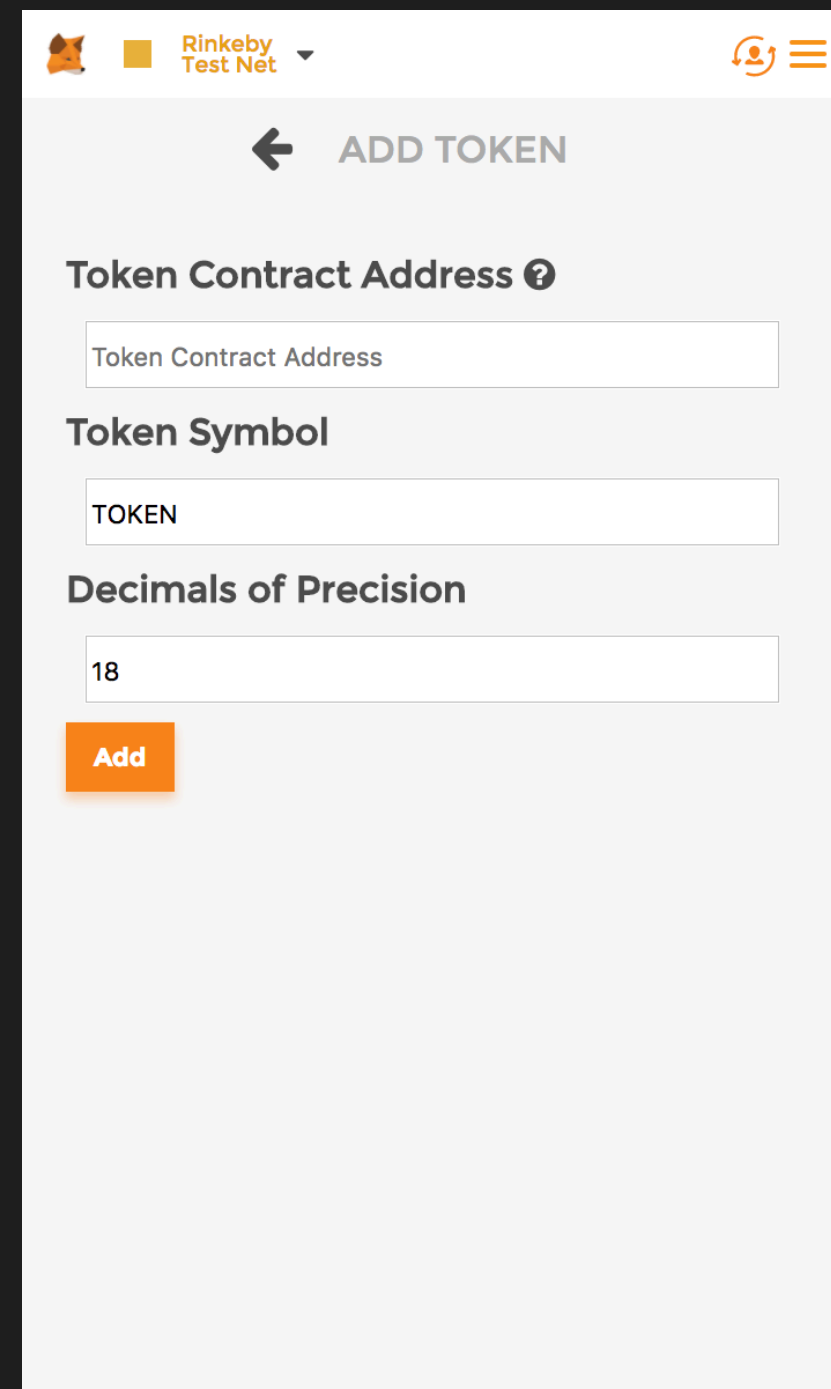 Rinkeby
Test Net
ADD TOKEN
Token Contract Address ?
Token Contract Address
Token Symbol
TOKEN
Decimals of Precision
18
Add